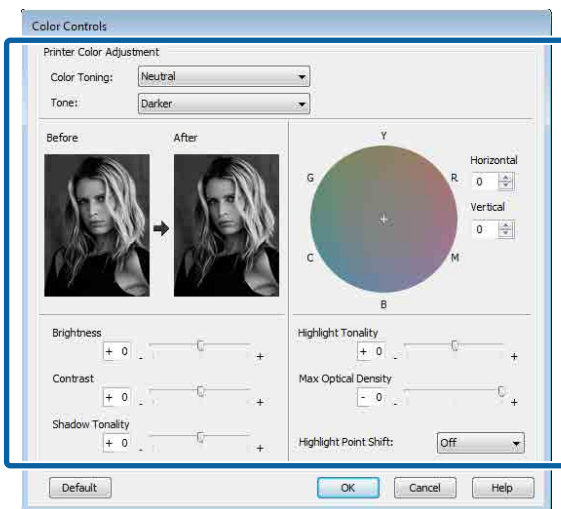 Color Controls
Printer Color Adjustment
Color Toning: Neutral
Tone: Darker
Before After
Y
G R
C M
B
Horizontal
0
Vertical
0
Brightness
+ 0 - +
Contrast
+ 0 - +
Shadow Tonality
+ 0 - +
Highlight Tonality
+ 0 - +
Max Optical Density
- 0 - +
Highlight Point Shift: Off
Default OK Cancel Help